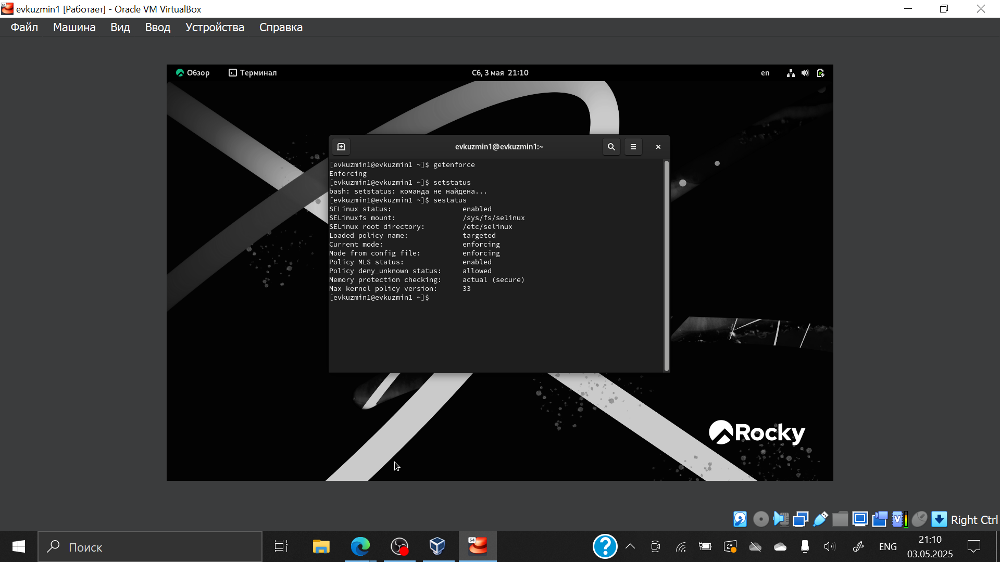 evkuzmin1 [Работает] - Oracle VM VirtualBox
Файл Машина Вид Ввод Устройства Справка
Обзор Терминал Сб, 3 мая 21:10 en
evkuzmin1@evkuzmin1:~
[evkuzmin1@evkuzmin1 ~]$ getenforce
Enforcing
[evkuzmin1@evkuzmin1 ~]$ setstatus
bash: setstatus: команда не найдена...
[evkuzmin1@evkuzmin1 ~]$ sestatus
SELinux status: enabled
SELinuxfs mount: /sys/fs/selinux
SELinux root directory: /etc/selinux
Loaded policy name: targeted
Current mode: enforcing
Mode from config file: enforcing
Policy MLS status: enabled
Policy deny_unknown status: allowed
Memory protection checking: actual (secure)
Max kernel policy version: 33
[evkuzmin1@evkuzmin1 ~]$
Rocky
Right Ctrl
Поиск
64
ENG
21:10
03.05.2025